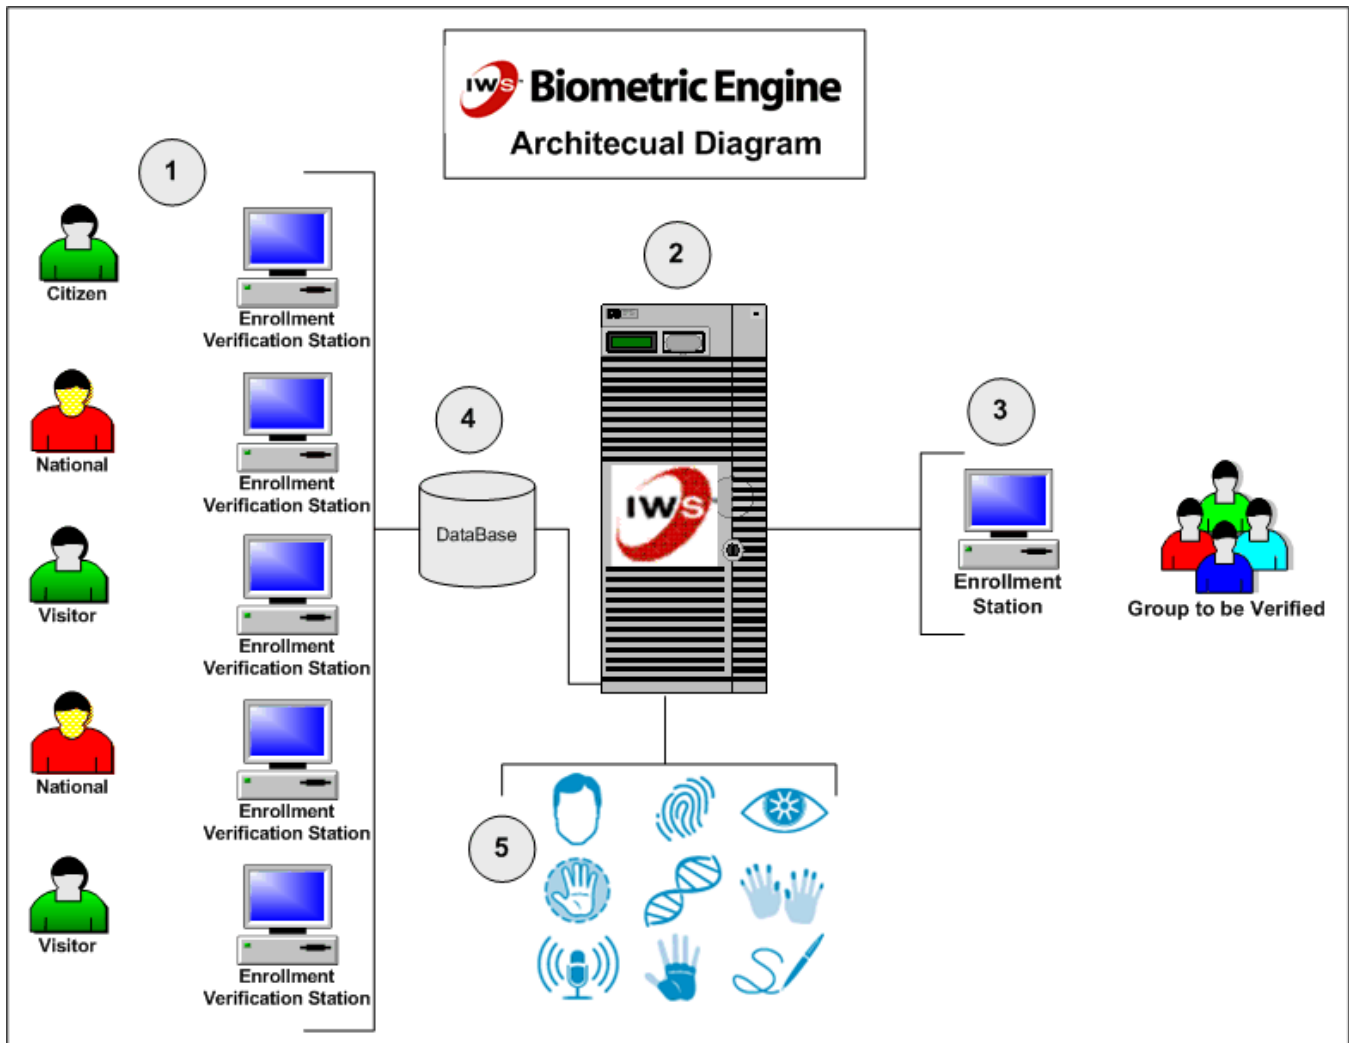 IWS Biometric Engine
Architecual Diagram
1
Citizen
Enrollment
Verification Station
National
Enrollment
Verification Station
Visitor
Enrollment
Verification Station
National
Enrollment
Verification Station
Visitor
Enrollment
Verification Station
4
DataBase
2
IWS
3
Enrollment
Station
Group to be Verified
5